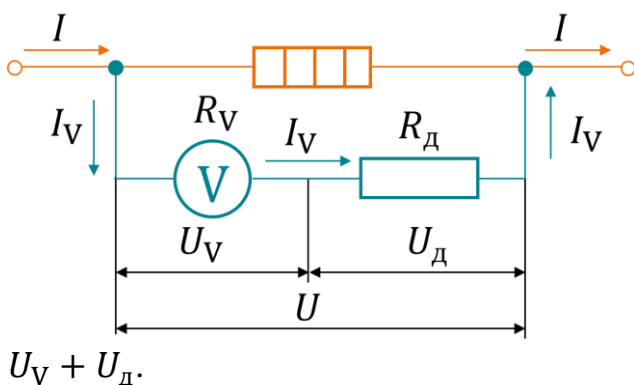 I I
R_V
I_V I_V R_д I_V
V
U_V U_д
U
U_V + U_д.